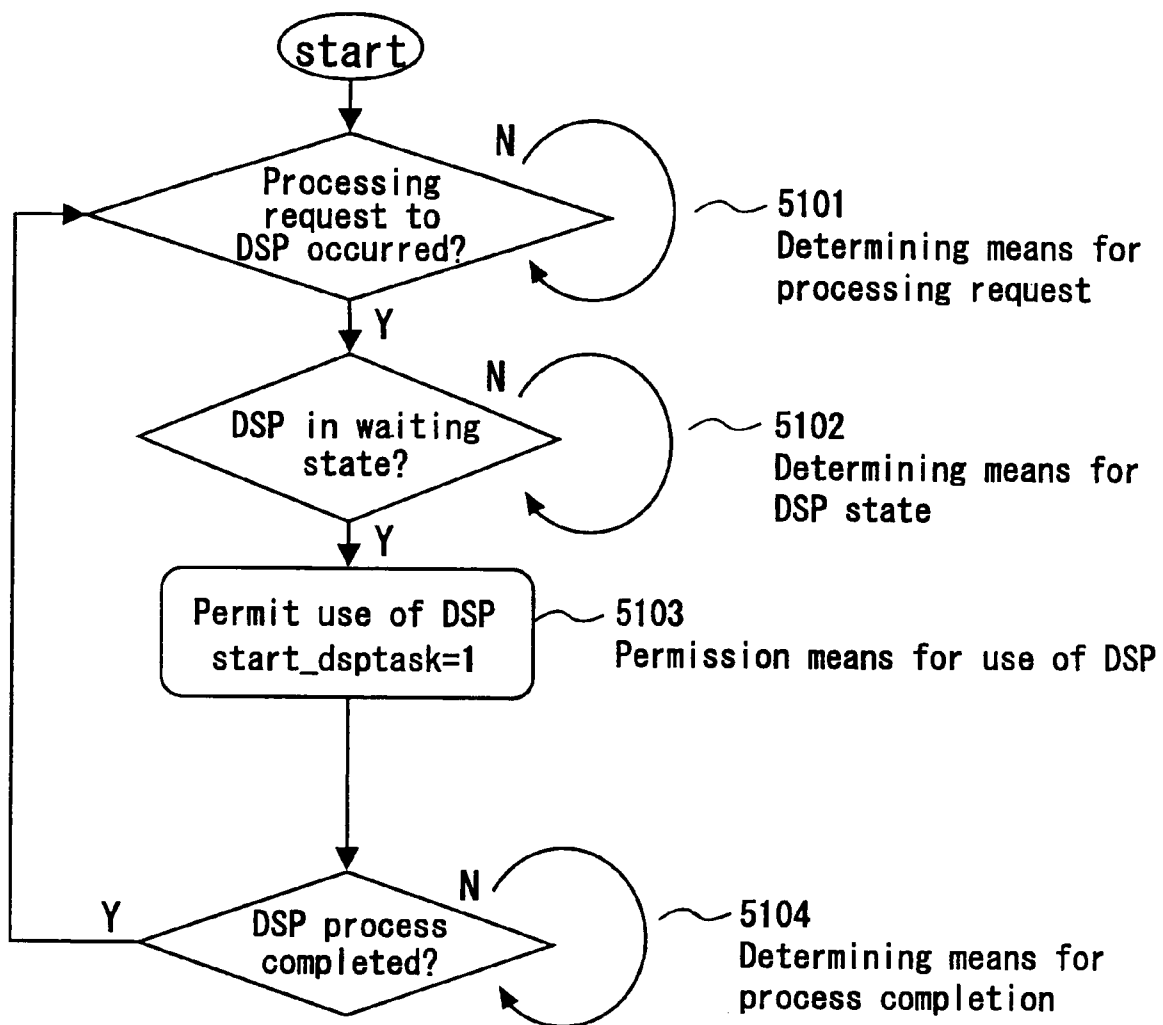 start
N
Processing
request to
DSP occurred?
5101
Determining means for
processing request
Y
N
DSP in waiting
state?
5102
Determining means for
DSP state
Y
Permit use of DSP
start_dsptask=1
5103
Permission means for use of DSP
Y
N
DSP process
completed?
5104
Determining means for
process completion